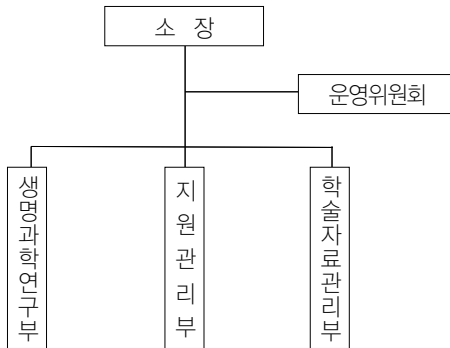 소 장
운영위원회
생명과학연구부
지원관리부
학술자료관리부